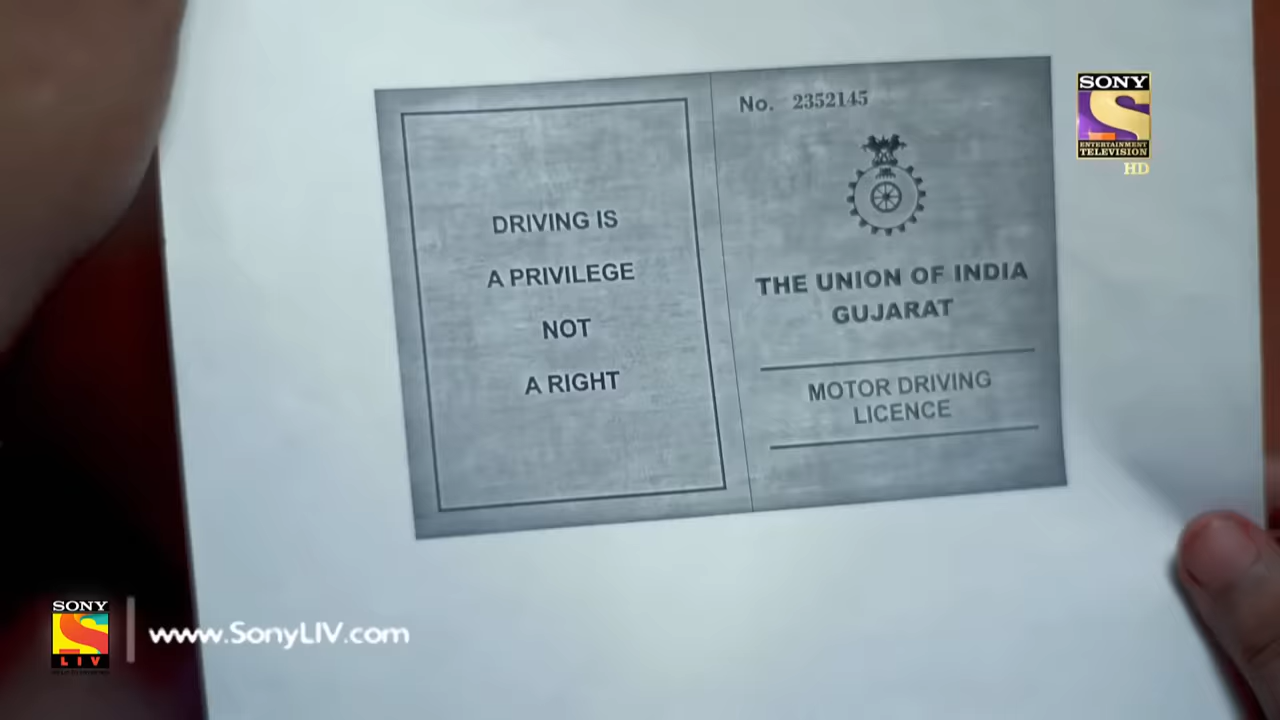 DRIVING IS
A PRIVILEGE
NOT
A RIGHT
No. 2352145
THE UNION OF INDIA
GUJARAT
MOTOR DRIVING
LICENCE
SONY
ENTERTAINMENT
TELEVISION
HD
SONY
LIV
www.SonyLIV.com